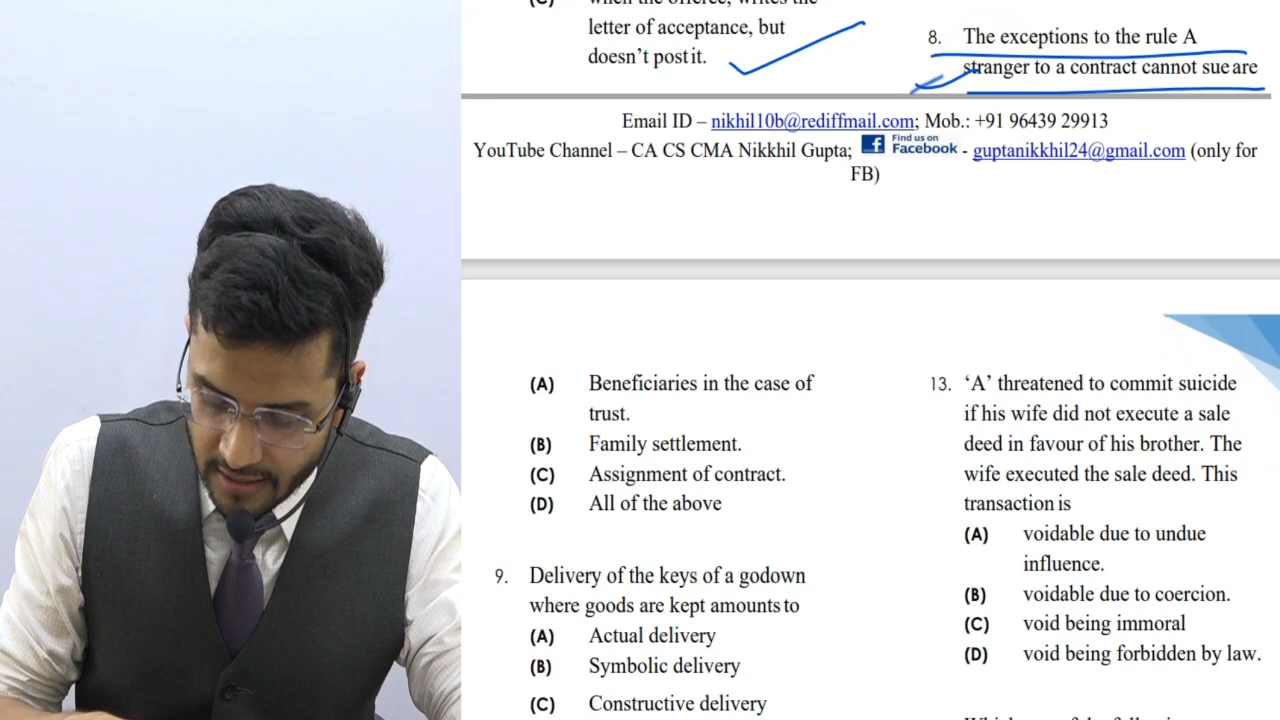 letter of acceptance, but
doesn't post it.
8. The exceptions to the rule A
stranger to a contract cannot sue are
Email ID – nikhil10b@rediffmail.com; Mob.: +91 96439 29913
YouTube Channel – CA CS CMA Nikkhil Gupta; Find us on Facebook - guptanikkhil24@gmail.com (only for
FB)
(A) Beneficiaries in the case of
trust.
(B) Family settlement.
(C) Assignment of contract.
(D) All of the above
9. Delivery of the keys of a godown
where goods are kept amounts to
(A) Actual delivery
(B) Symbolic delivery
(C) Constructive delivery
13. ‘A’ threatened to commit suicide
if his wife did not execute a sale
deed in favour of his brother. The
wife executed the sale deed. This
transaction is
(A) voidable due to undue
influence.
(B) voidable due to coercion.
(C) void being immoral
(D) void being forbidden by law.